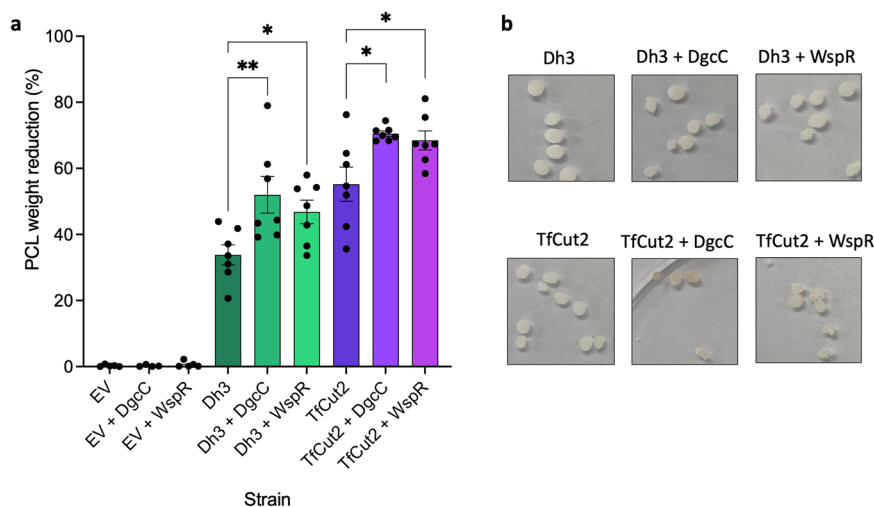 a
PCL weight reduction (%)
100
80
60
40
20
0
*
**
*
*
EV
EV + DgcC
EV + WspR
Dh3
Dh3 + DgcC
Dh3 + WspR
TfCut2
TfCut2 + DgcC
TfCut2 + WspR
Strain
b
Dh3
Dh3 + DgcC
Dh3 + WspR
TfCut2
TfCut2 + DgcC
TfCut2 + WspR